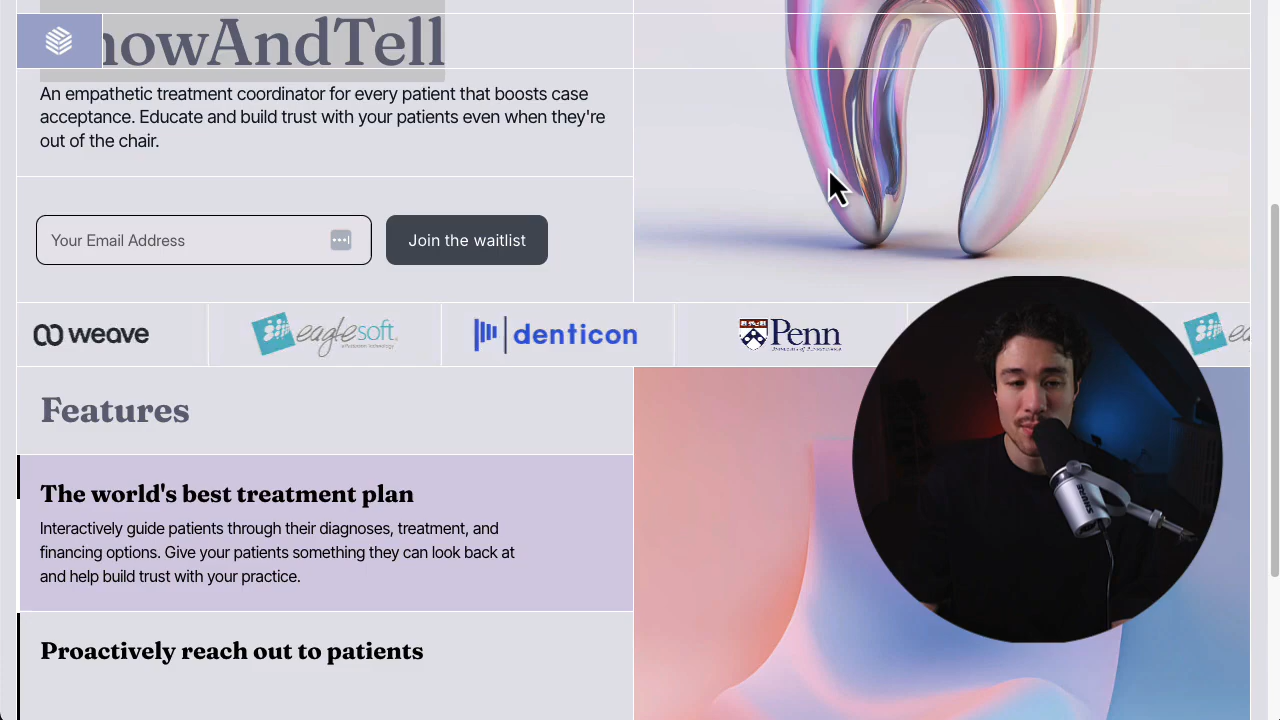 howAndTell
An empathetic treatment coordinator for every patient that boosts case
acceptance. Educate and build trust with your patients even when they're
out of the chair.
Your Email Address
Join the waitlist
weave
eaglesoft
denticon
Penn
Features
The world's best treatment plan
Interactively guide patients through their diagnoses, treatment, and
financing options. Give your patients something they can look back at
and help build trust with your practice.
Proactively reach out to patients
SHURE